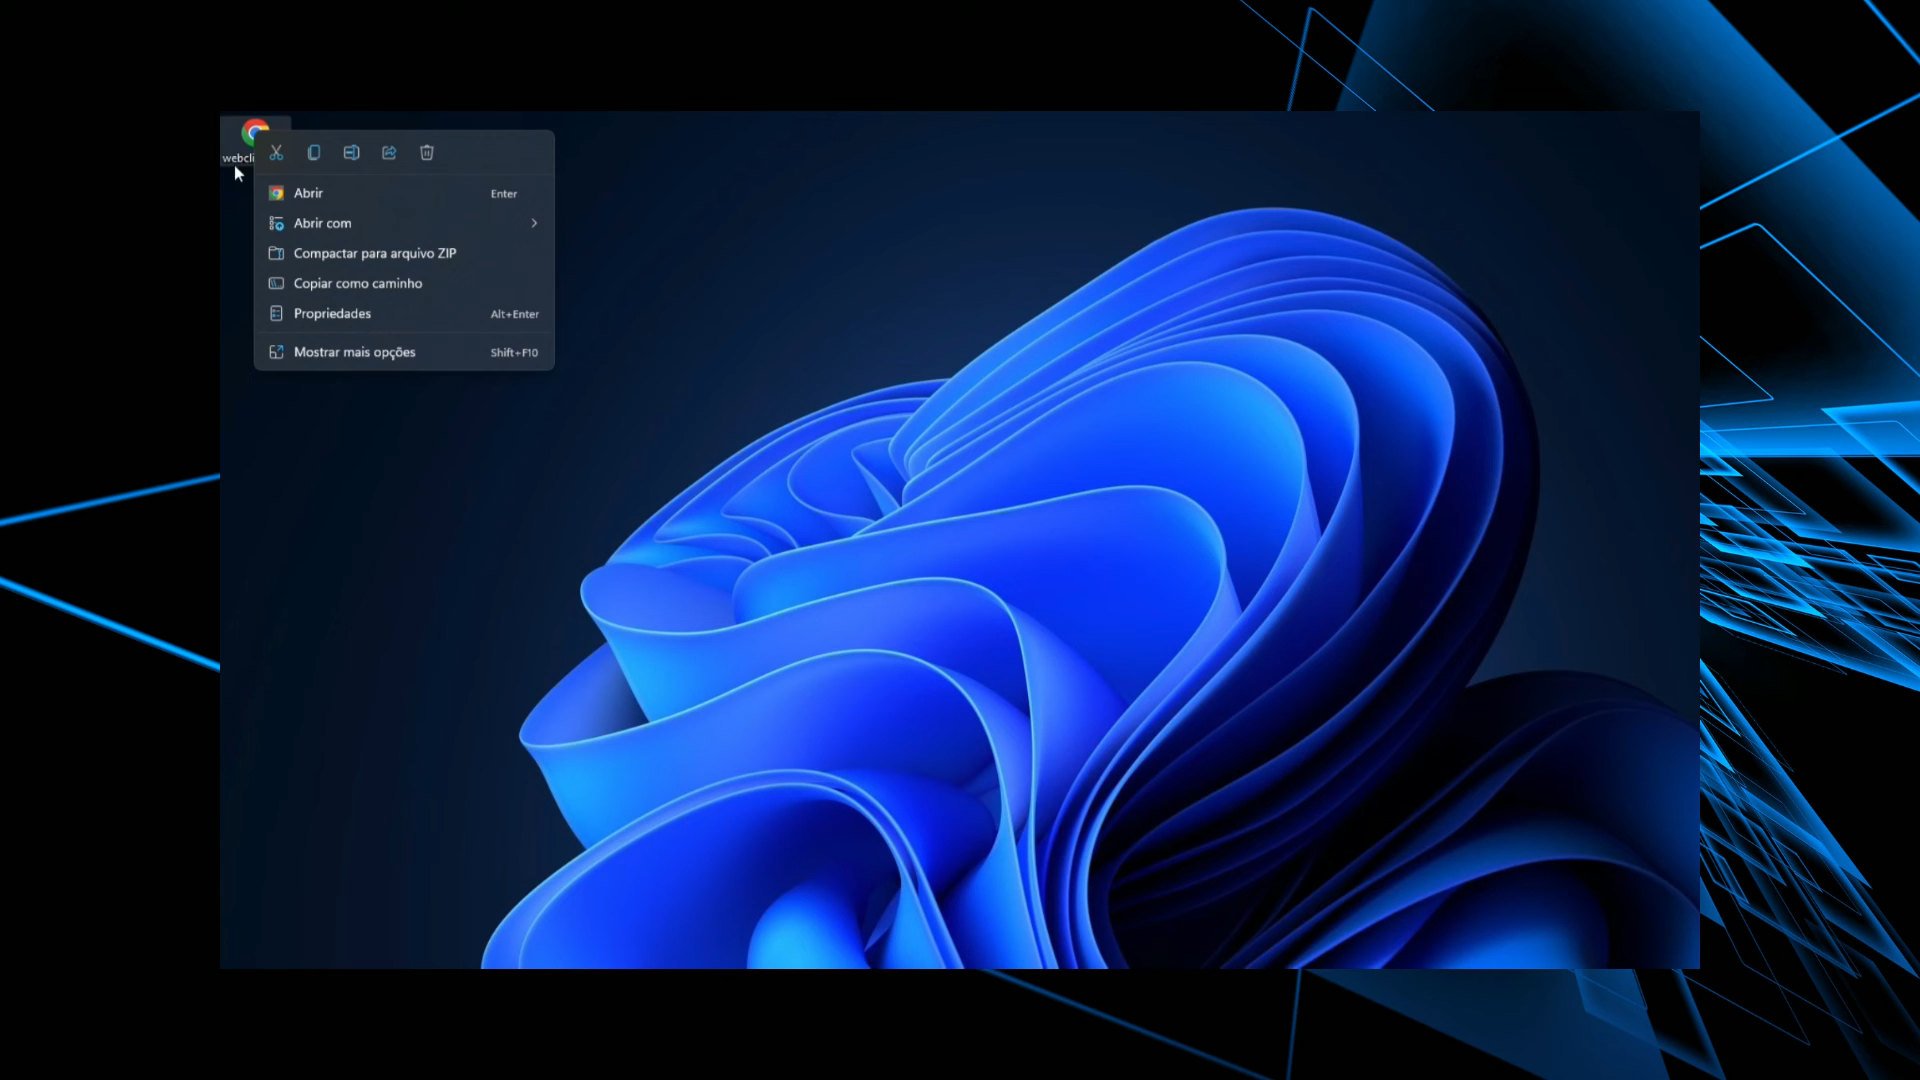 webcli
Abrir Enter
Abrir com
Compactar para arquivo ZIP
Copiar como caminho
Propriedades Alt+Enter
Mostrar mais opções Shift+F10